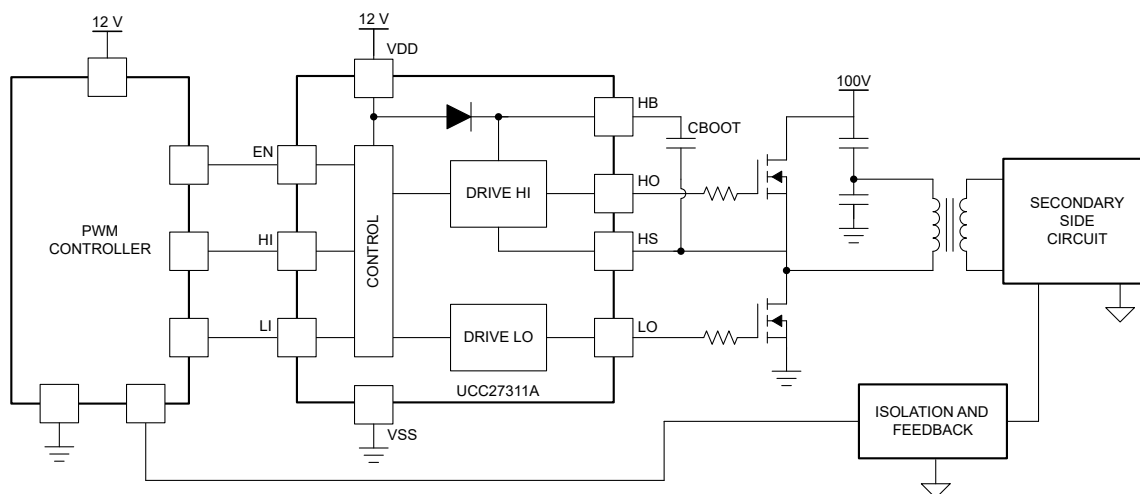 12 V
12 V
VDD
100V
HB
CBOOT
EN
DRIVE HI
HO
PWM
CONTROLLER
HI
CONTROL
HS
SECONDARY
SIDE
CIRCUIT
LI
DRIVE LO
LO
UCC27311A
VSS
ISOLATION AND
FEEDBACK